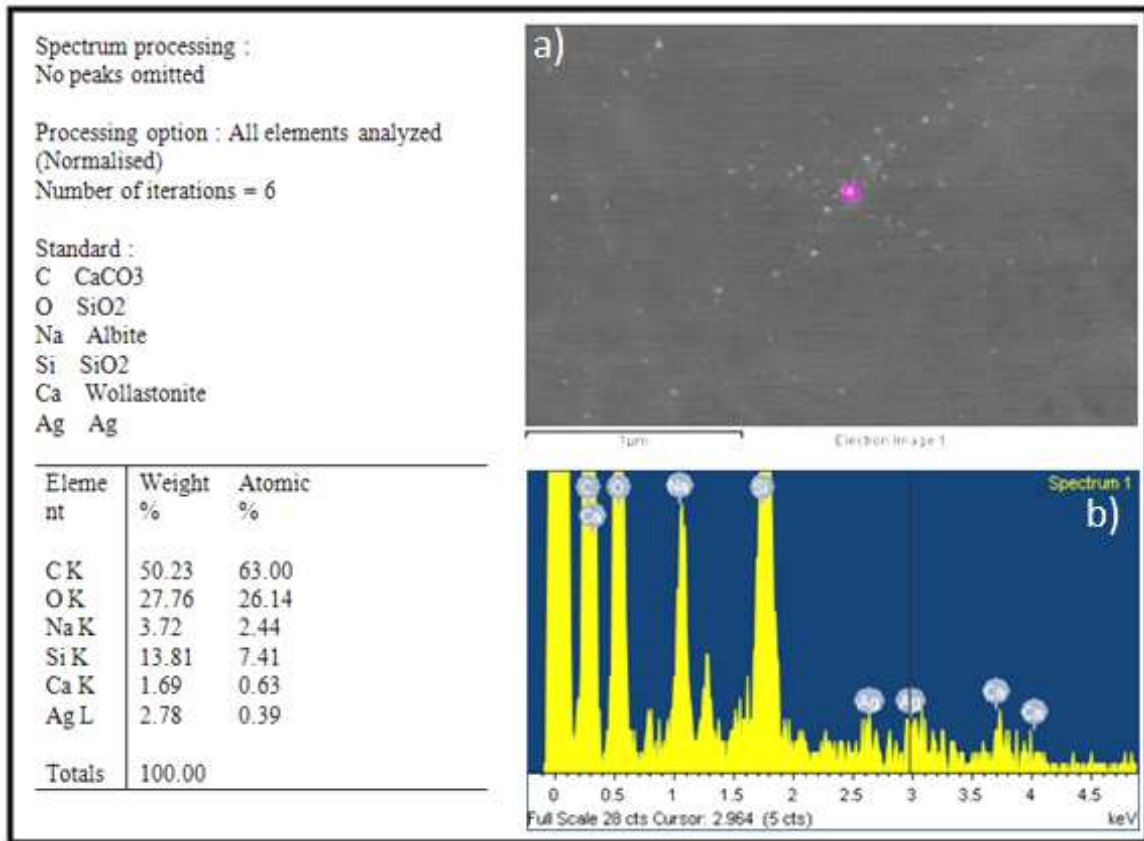 Spectrum processing :
No peaks omitted
Processing option : All elements analyzed
(Normalised)
Number of iterations = 6
Standard :
C CaCO3
O SiO2
Na Albite
Si SiO2
Ca Wollastonite
Ag Ag
Eleme Weight Atomic
nt % %
C K 50.23 63.00
O K 27.76 26.14
Na K 3.72 2.44
Si K 13.81 7.41
Ca K 1.69 0.63
Ag L 2.78 0.39
Totals 100.00
a)
1µm Electron Image 1
Spectrum 1
b)
C O Na Si
Ca
Ag Ag Ca Ca
0 0.5 1 1.5 2 2.5 3 3.5 4 4.5
Full Scale 28 cts Cursor: 2.964 (5 cts) keV